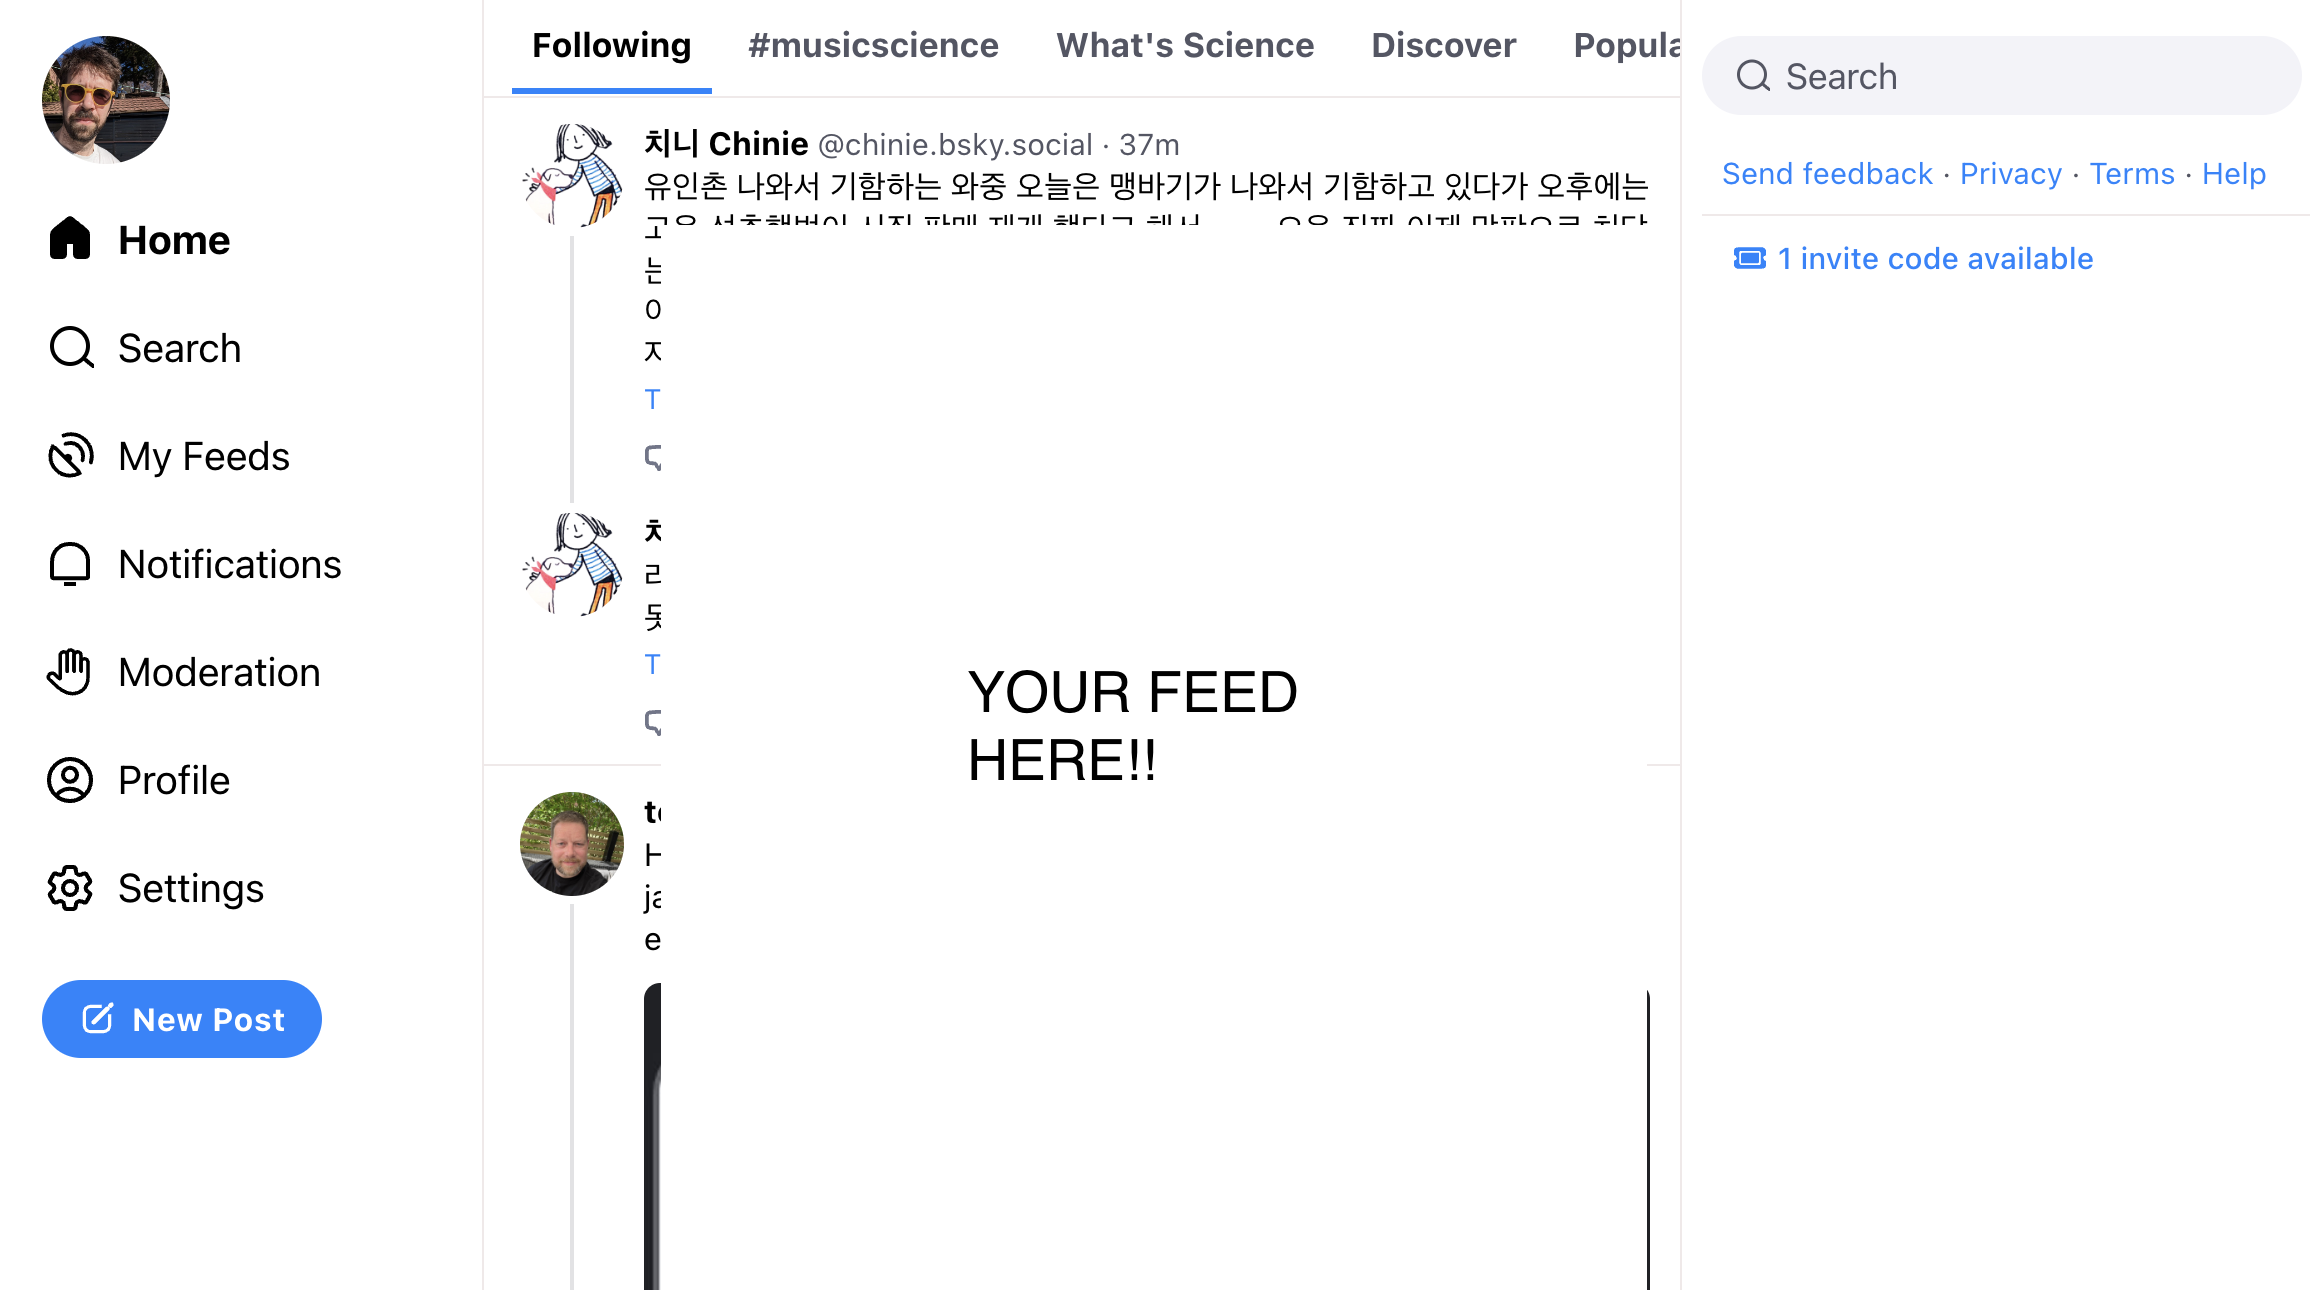 Home
Search
My Feeds
Notifications
Moderation
Profile
Settings
New Post
Following #musicscience What's Science Discover Popula
치니 Chinie @chinie.bsky.social · 37m
유인촌 나와서 기함하는 와중 오늘은 맹바기가 나와서 기함하고 있다가 오후에는
는
T
T
YOUR FEED
HERE!!
H
ja
e
Search
Send feedback · Privacy · Terms · Help
1 invite code available